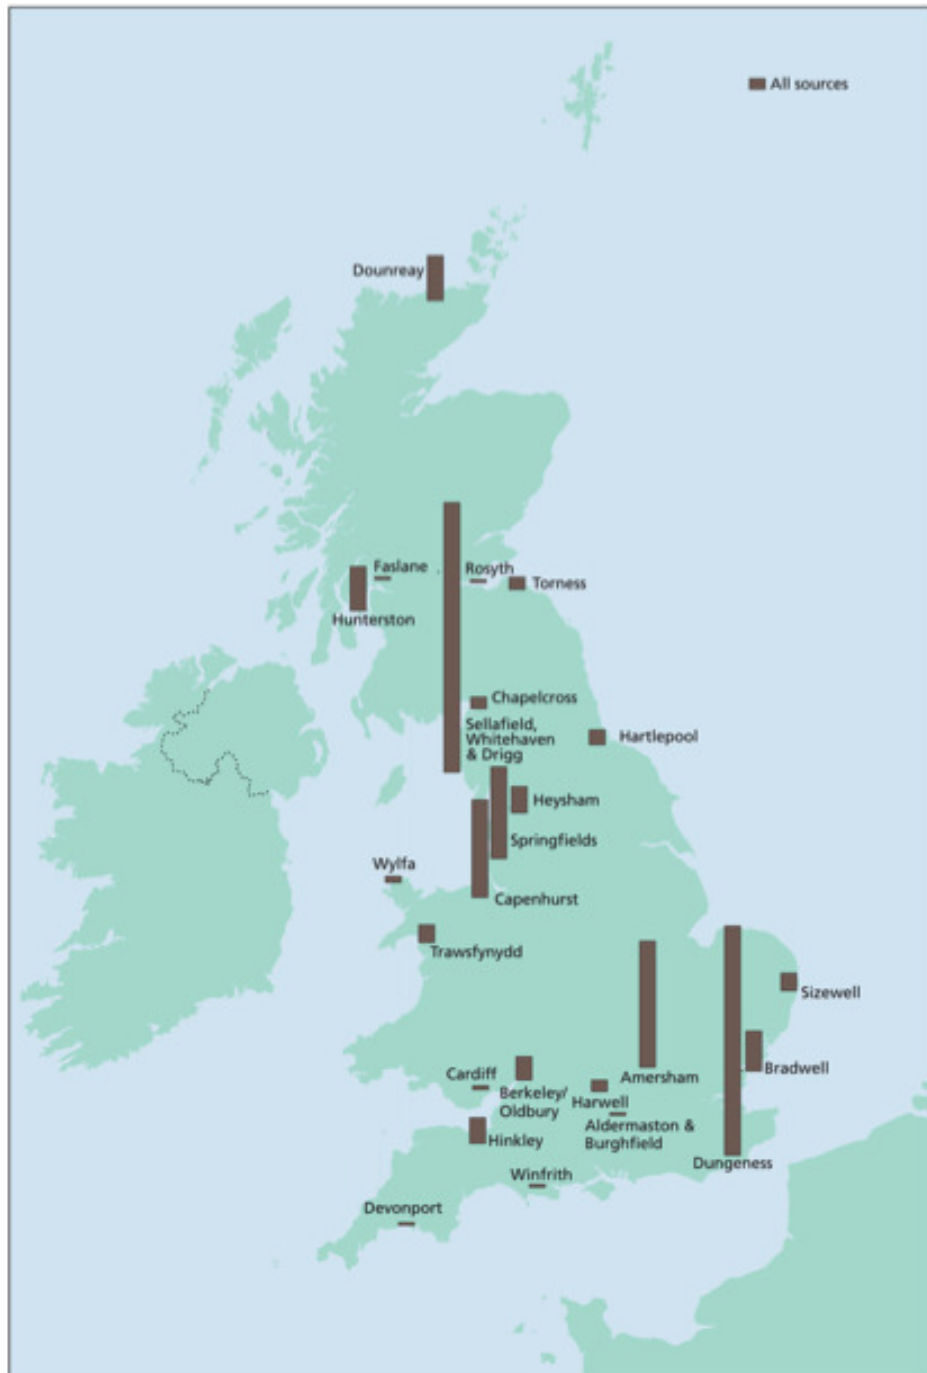 All sources
Dounreay
Faslane
Rosyth
Torness
Hunterston
Chapelcross
Sellafield,
Whitehaven
& Drigg
Hartlepool
Heysham
Springfields
Wylfa
Capenhurst
Trawsfynydd
Sizewell
Bradwell
Amersham
Cardiff
Berkeley/
Oldbury
Harwell
Aldermaston &
Burghfield
Hinkley
Dungeness
Winfrith
Devonport